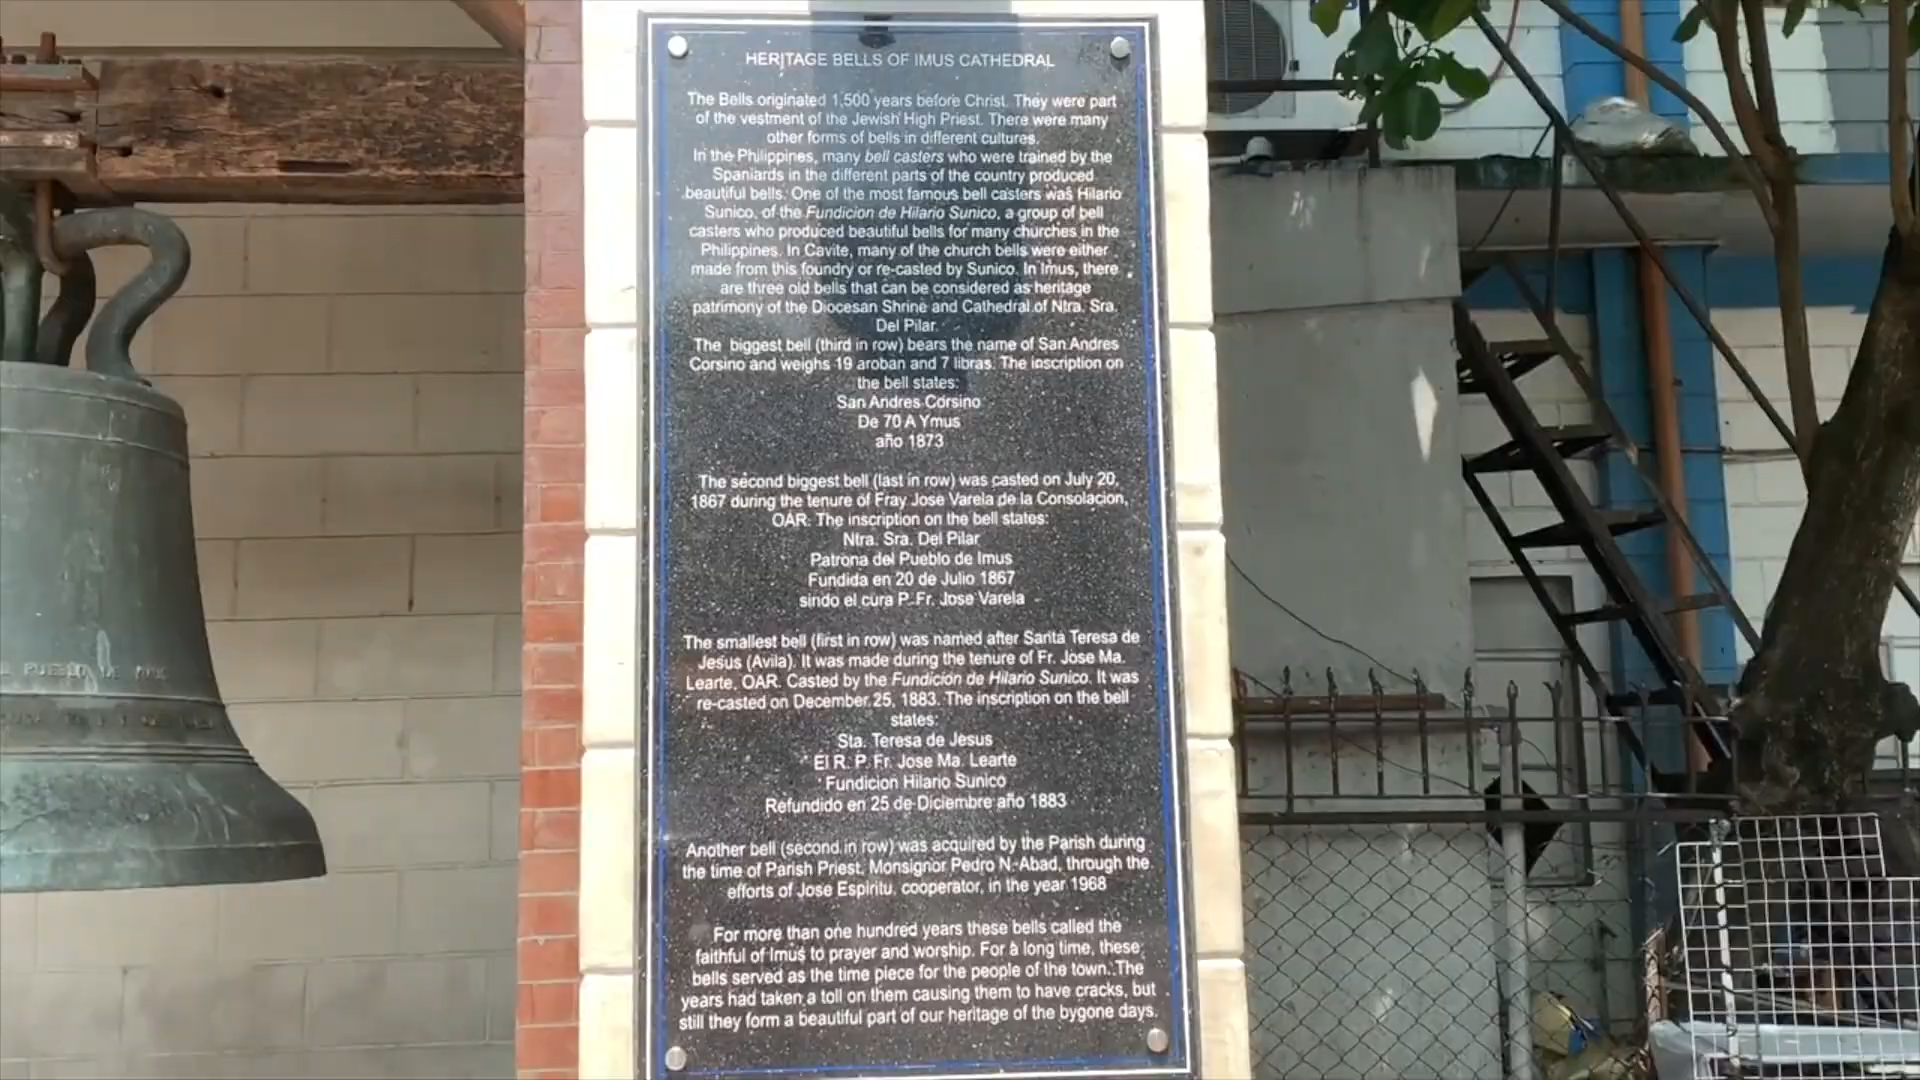 HERITAGE BELLS OF IMUS CATHEDRAL
The Bells originated 1,500 years before Christ. They were part
of the vestment of the Jewish High Priest. There were many
other forms of bells in different cultures.
In the Philippines, many bell casters who were trained by the
Spaniards in the different parts of the country produced
beautiful bells. One of the most famous bell casters was Hilario
Sunico, of the Fundicion de Hilario Sunico, a group of bell
casters who produced beautiful bells for many churches in the
Philippines. In Cavite, many of the church bells were either
made from this foundry or re-casted by Sunico. In Imus, there
are three old bells that can be considered as heritage
patrimony of the Diocesan Shrine and Cathedral of Ntra. Sra.
Del Pilar.
The biggest bell (third in row) bears the name of San Andres
Corsino and weighs 19 aroban and 7 libras. The inscription on
the bell states:
San Andres Corsino
De 70 A Ymus
año 1873
The second biggest bell (last in row) was casted on July 20,
1867 during the tenure of Fray Jose Varela de la Consolacion,
OAR. The inscription on the bell states:
Ntra. Sra. Del Pilar
Patrona del Pueblo de Imus
Fundida en 20 de Julio 1867
sindo el cura P. Fr. Jose Varela
The smallest bell (first in row) was named after Santa Teresa de
Jesus (Avila). It was made during the tenure of Fr. Jose Ma.
Learte, OAR. Casted by the Fundicion de Hilario Sunico. It was
re-casted on December 25, 1883. The inscription on the bell
states:
Sta. Teresa de Jesus
El R. P. Fr. Jose Ma. Learte
Fundicion Hilario Sunico
Refundido en 25 de Diciembre año 1883
Another bell (second in row) was acquired by the Parish during
the time of Parish Priest, Monsignor Pedro N. Abad, through the
efforts of Jose Espiritu, cooperator, in the year 1968
For more than one hundred years these bells called the
faithful of Imus to prayer and worship. For a long time, these
bells served as the time piece for the people of the town. The
years had taken a toll on them causing them to have cracks, but
still they form a beautiful part of our heritage of the bygone days.
PUEBLO DE